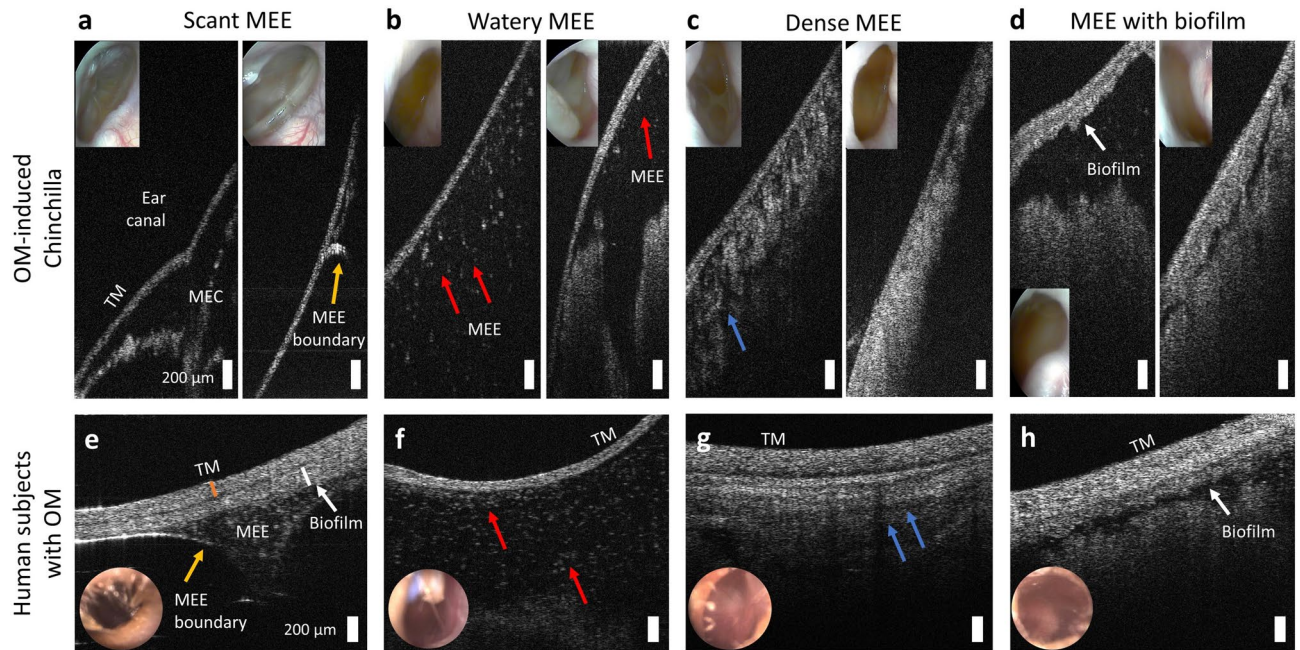 a
Scant MEE
b
Watery MEE
c
Dense MEE
d
MEE with biofilm
OM-induced
Chinchilla
Ear
canal
TM
MEC
200 µm
MEE
boundary
MEE
MEE
Biofilm
Human subjects
with OM
e
TM
MEE
Biofilm
MEE
boundary
200 µm
f
TM
g
TM
h
TM
Biofilm